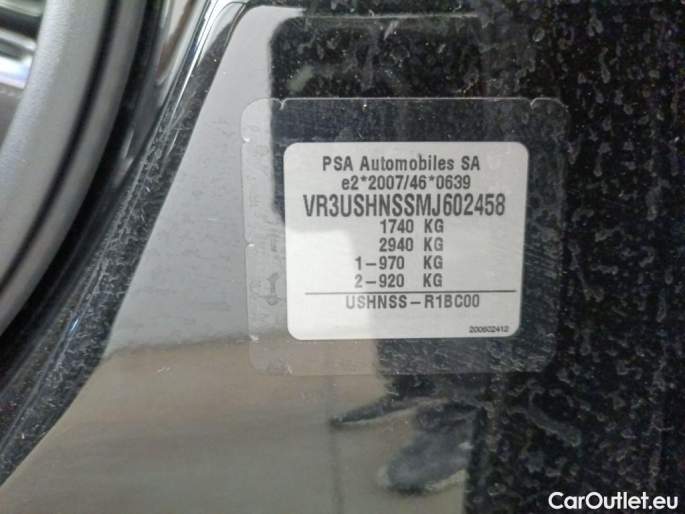 PSA Automobiles SA
e2*2007/46*0639
VR3USHNSSMJ602458
1740 KG
2940 KG
1-970 KG
2-920 KG
USHNSS-R1BC00
200602412
CarOutlet.eu